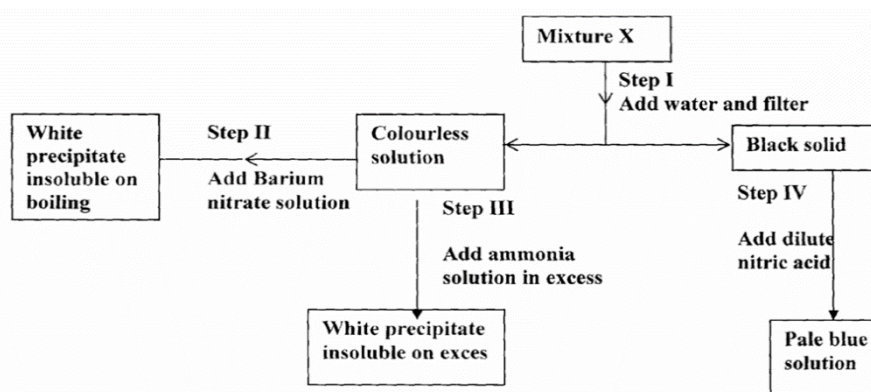 Mixture X
Step I
Add water and filter
White
precipitate
insoluble on
boiling
Step II
Add Barium
nitrate solution
Colourless
solution
Black solid
Step III
Step IV
Add ammonia
solution in excess
Add dilute
nitric acid
White precipitate
insoluble on exces
Pale blue
solution